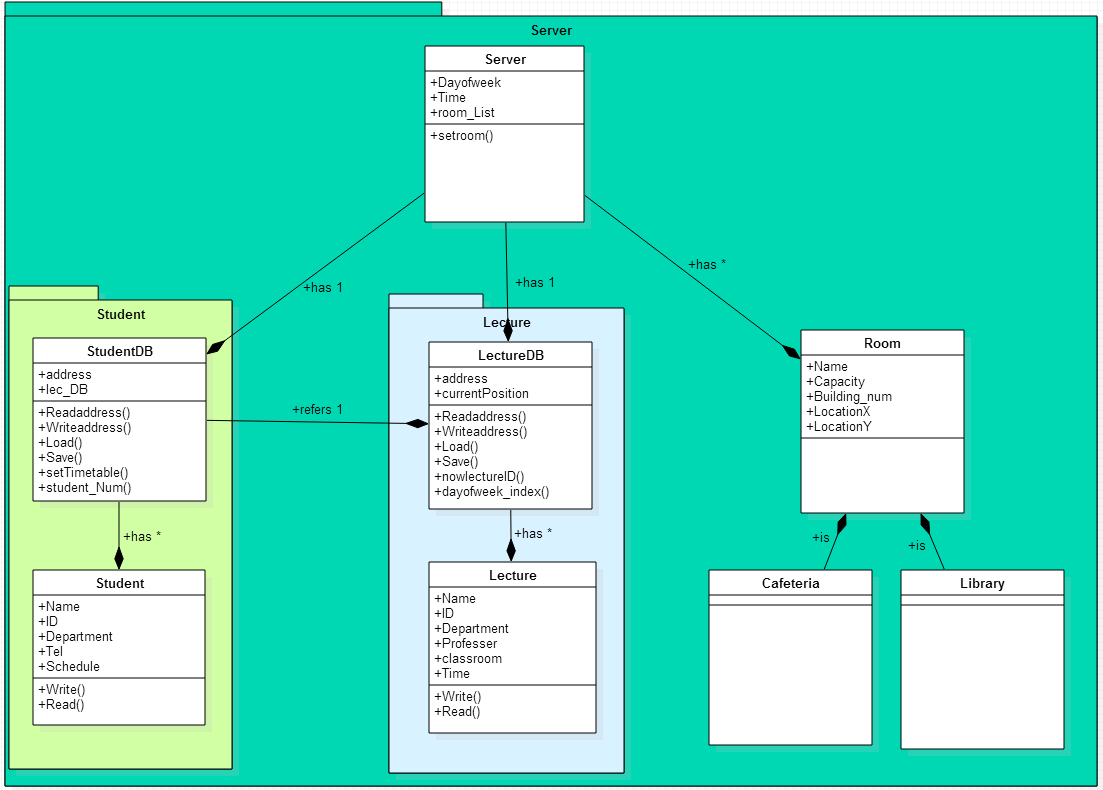 Server
Server
+Dayofweek
+Time
+room_List
+setroom()
+has 1
+has 1
+has *
Student
StudentDB
+address
+lec_DB
+Readaddress()
+Writeaddress()
+Load()
+Save()
+setTimetable()
+student_Num()
+refers 1
+has *
Student
+Name
+ID
+Department
+Tel
+Schedule
+Write()
+Read()
Lecture
LectureDB
+address
+currentPosition
+Readaddress()
+Writeaddress()
+Load()
+Save()
+nowlectureID()
+dayofweek_index()
+has *
Lecture
+Name
+ID
+Department
+Professer
+classroom
+Time
+Write()
+Read()
Room
+Name
+Capacity
+Building_num
+LocationX
+LocationY
+is
+is
Cafeteria
Library